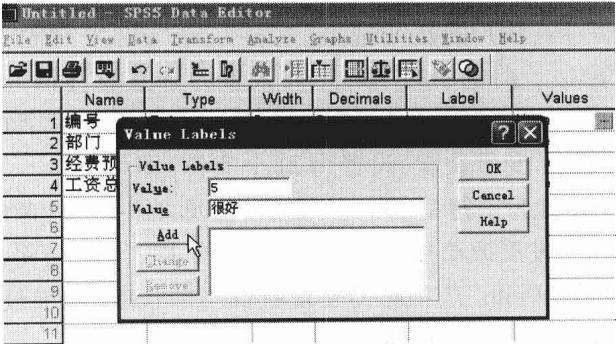 Untitled - SPSS Data Editor
File Edit View Data Transform Analyze Graphs Utilities Window Help
Name Type Width Decimals Label Values
1 编号
2 部门
3 经费预
4 工资总
5
6
7
8
9
10
11
Value Labels
Value Labels
Value: 5
Value 很好
Add
Change
Remove
OK
Cancel
Help